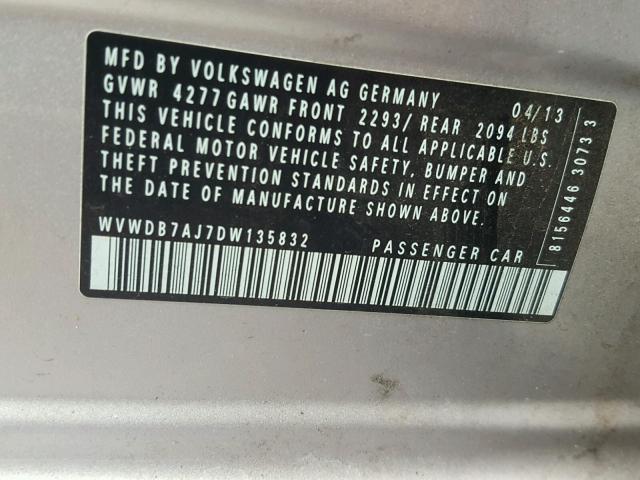 MFD BY VOLKSWAGEN AG GERMANY 04/13
GVWR 4277 GAWR FRONT 2293/ REAR 2094 LBS
THIS VEHICLE CONFORMS TO ALL APPLICABLE U.S.
FEDERAL MOTOR VEHICLE SAFETY, BUMPER AND
THEFT PREVENTION STANDARDS IN EFFECT ON
THE DATE OF MANUFACTURE SHOWN ABOVE.
WVWDB7AJ7DW135832 PASSENGER CAR
8156446 3073 3